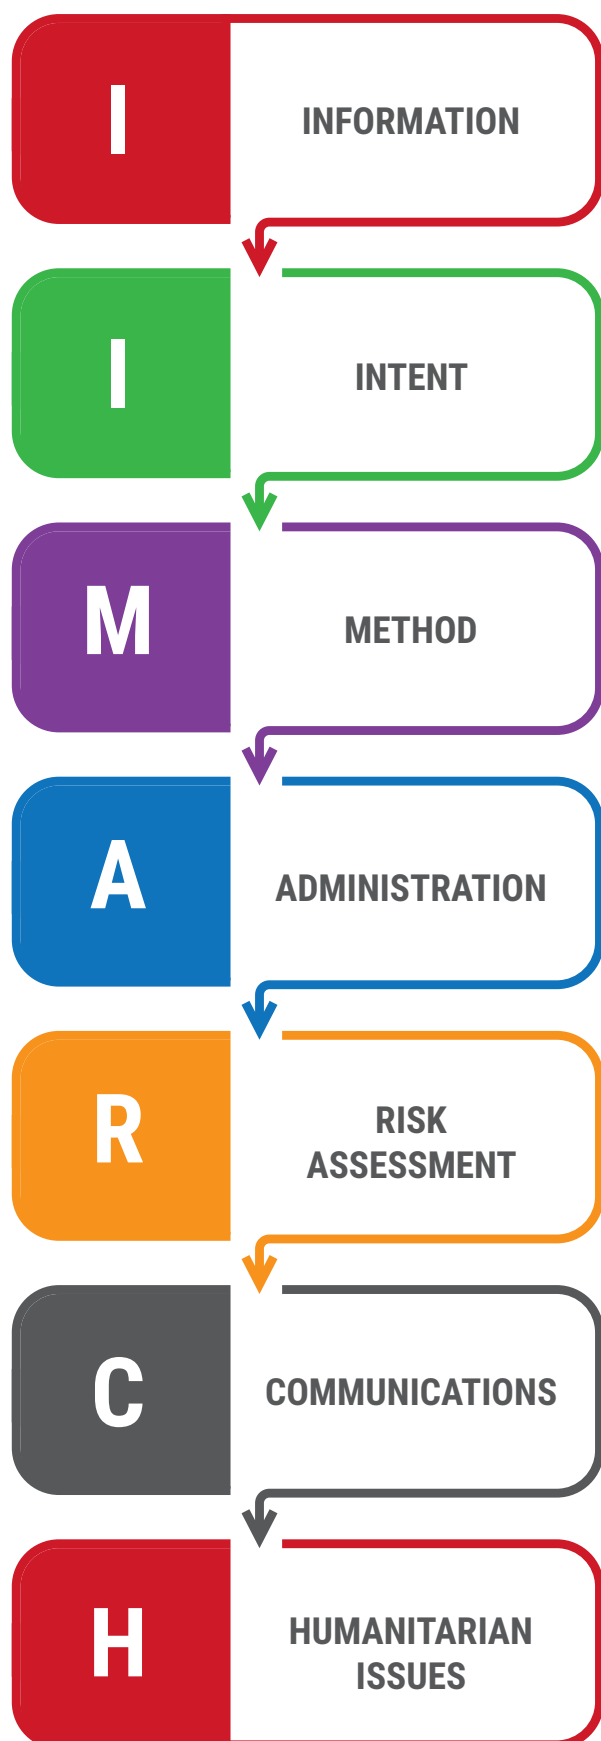 I
INFORMATION
I
INTENT
M
METHOD
A
ADMINISTRATION
R
RISK
ASSESSMENT
C
COMMUNICATIONS
H
HUMANITARIAN
ISSUES